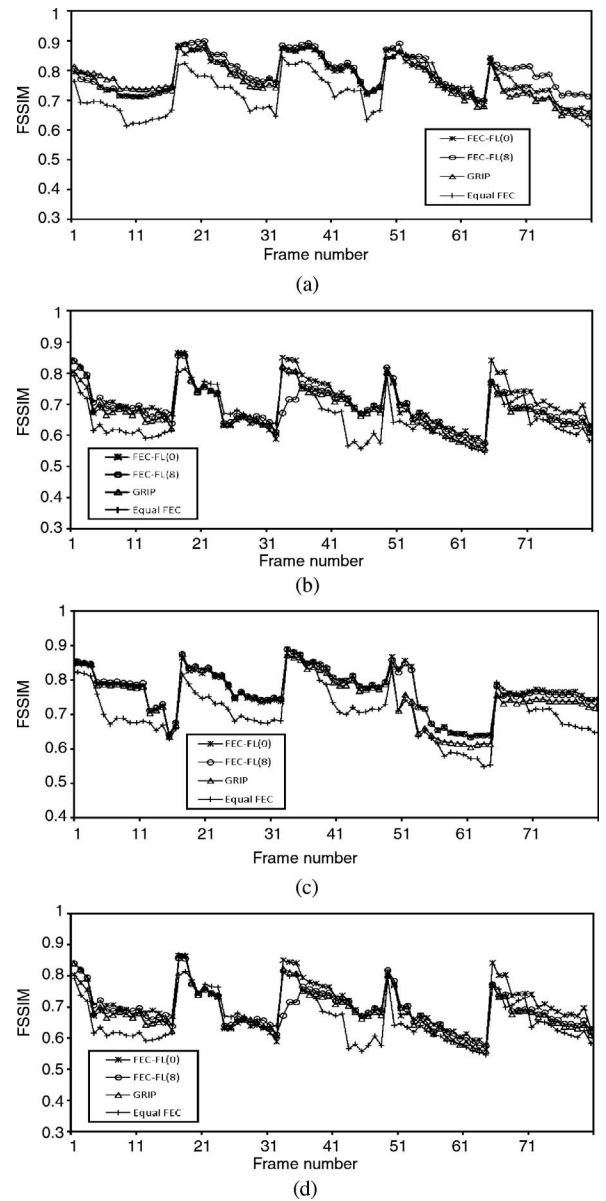 1
0.9
0.8
0.7
0.6
0.5
0.4
0.3
FSSIM
FEC-FL(0)
FEC-FL(8)
GRIP
Equal FEC
1 11 21 31 41 51 61 71
Frame number
(a)
1
0.9
0.8
0.7
0.6
0.5
0.4
0.3
FSSIM
FEC-FL(0)
FEC-FL(8)
GRIP
Equal FEC
1 11 21 31 41 51 61 71
Frame number
(b)
1
0.9
0.8
0.7
0.6
0.5
0.4
FSSIM
FEC-FL(0)
FEC-FL(8)
GRIP
Equal FEC
1 11 21 31 41 51 61 71
Frame number
(c)
1
0.9
0.8
0.7
0.6
0.5
0.4
0.3
FSSIM
FEC-FL(0)
FEC-FL(8)
GRIP
Equal FEC
1 11 21 31 41 51 61 71
Frame number
(d)